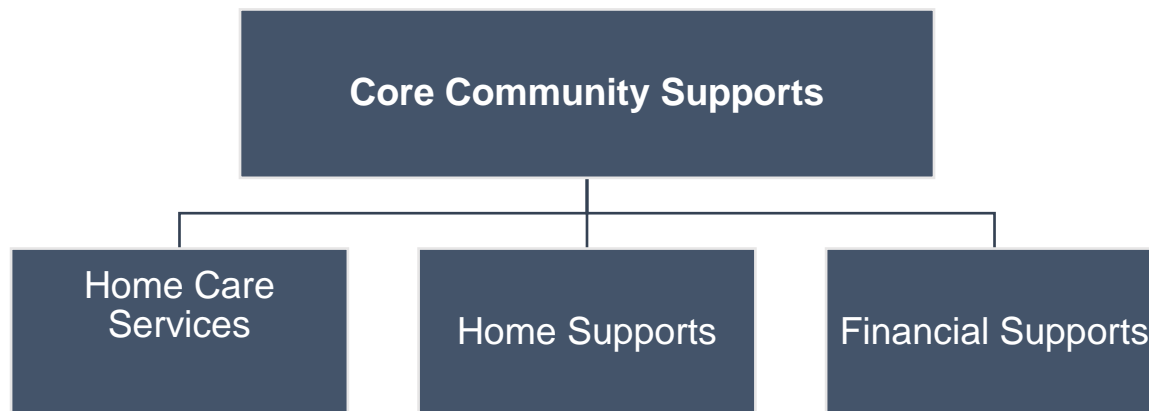 Core Community Supports
Home Care
Services
Home Supports
Financial Supports